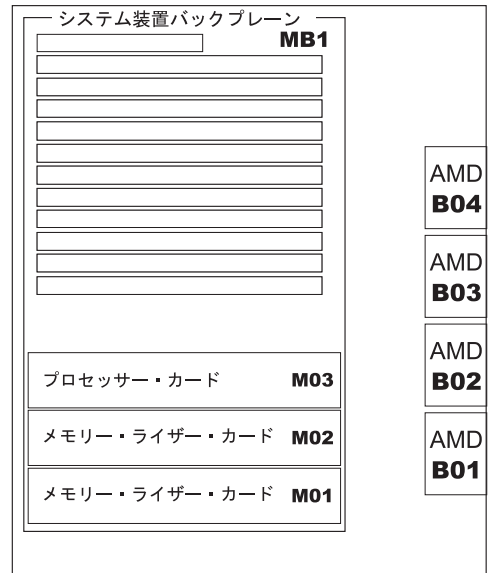 システム装置バックプレーン
MB1
AMD
B04
AMD
B03
AMD
B02
AMD
B01
プロセッサー・カード M03
メモリー・ライザー・カード M02
メモリー・ライザー・カード M01